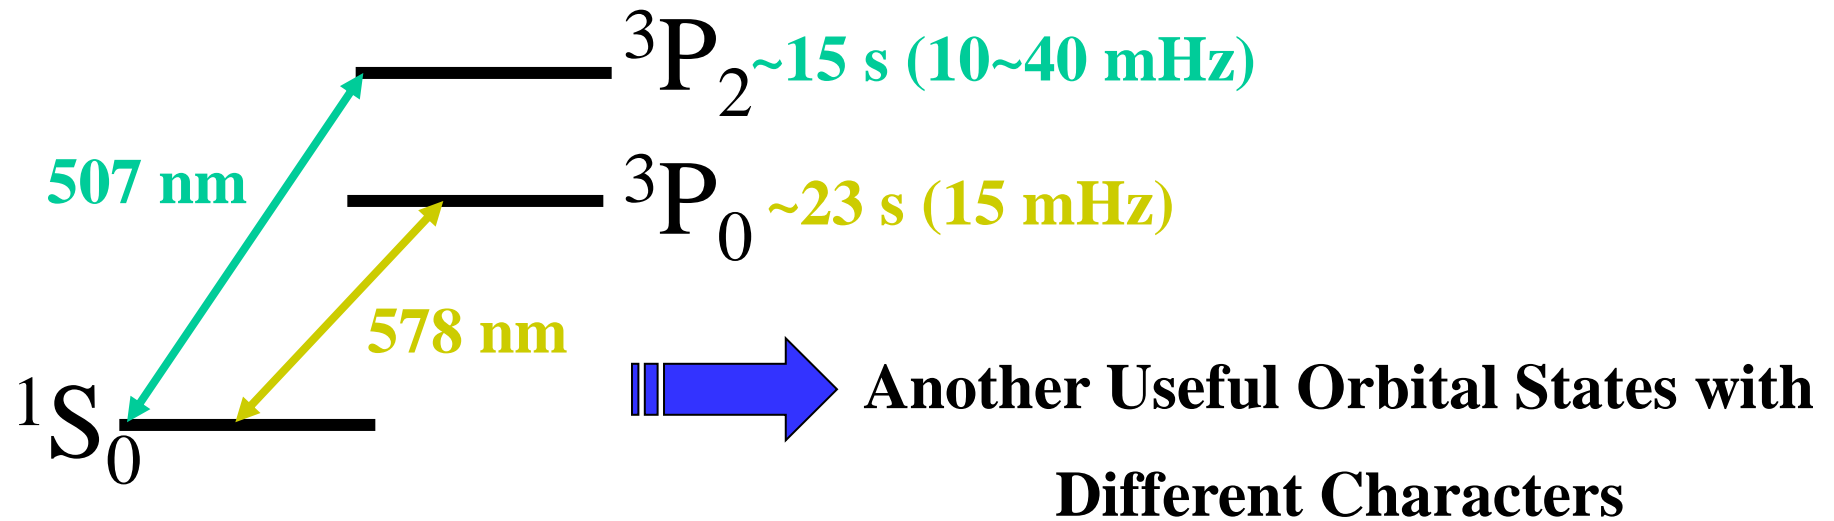 ³P₂ ~15 s (10~40 mHz)
507 nm
³P₀ ~23 s (15 mHz)
578 nm
¹S₀
Another Useful Orbital States with
Different Characters